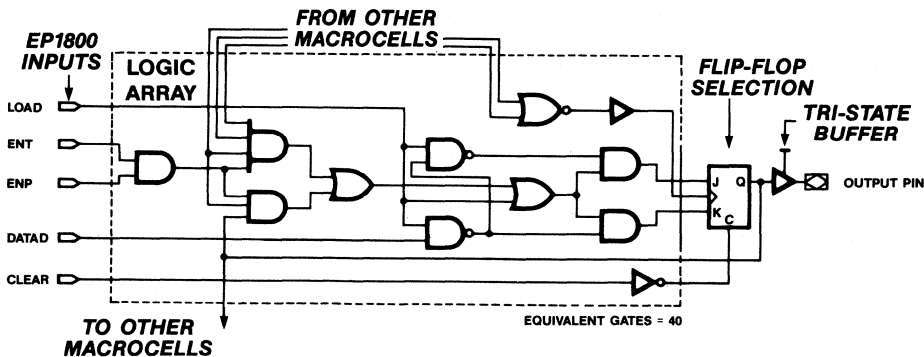 FROM OTHER
MACROCELLS
EP1800
INPUTS
LOGIC
ARRAY
FLIP-FLOP
SELECTION
TRI-STATE
BUFFER
LOAD
ENT
ENP
DATAD
CLEAR
J Q
K C
OUTPUT PIN
TO OTHER
MACROCELLS
EQUIVALENT GATES = 40